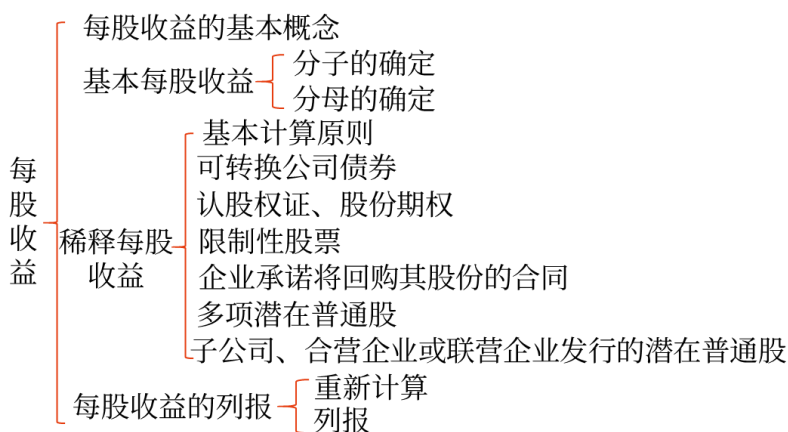 每股收益
每股收益的基本概念
基本每股收益
分子的确定
分母的确定
稀释每股收益
基本计算原则
可转换公司债券
认股权证、股份期权
限制性股票
企业承诺将回购其股份的合同
多项潜在普通股
子公司、合营企业或联营企业发行的潜在普通股
每股收益的列报
重新计算
列报